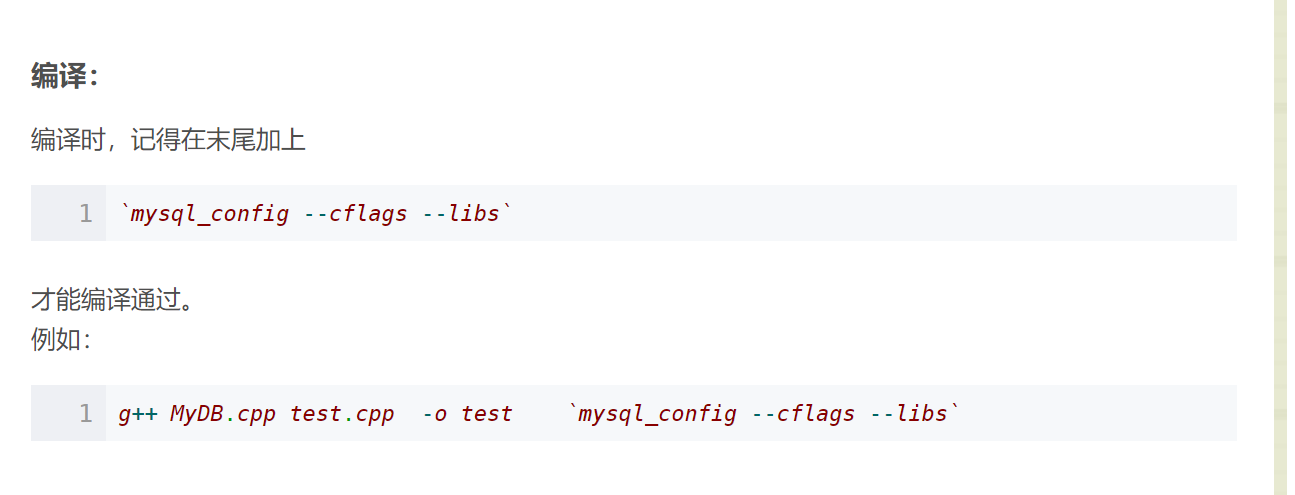 编译：
编译时，记得在末尾加上
1 `mysql_config --cflags --libs`
才能编译通过。
例如：
1 g++ MyDB.cpp test.cpp  -o test    `mysql_config --cflags --libs`